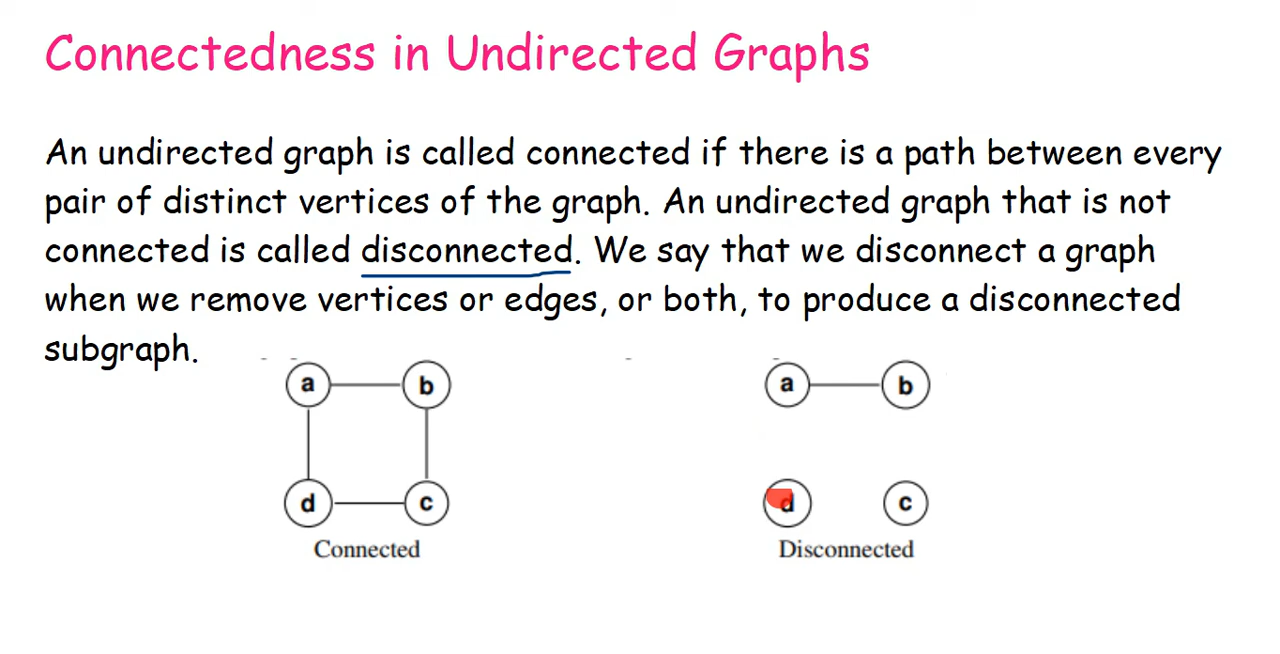 Connectedness in Undirected Graphs
An undirected graph is called connected if there is a path between every
pair of distinct vertices of the graph. An undirected graph that is not
connected is called disconnected. We say that we disconnect a graph
when we remove vertices or edges, or both, to produce a disconnected
subgraph.
a b a b
d c d c
Connected Disconnected